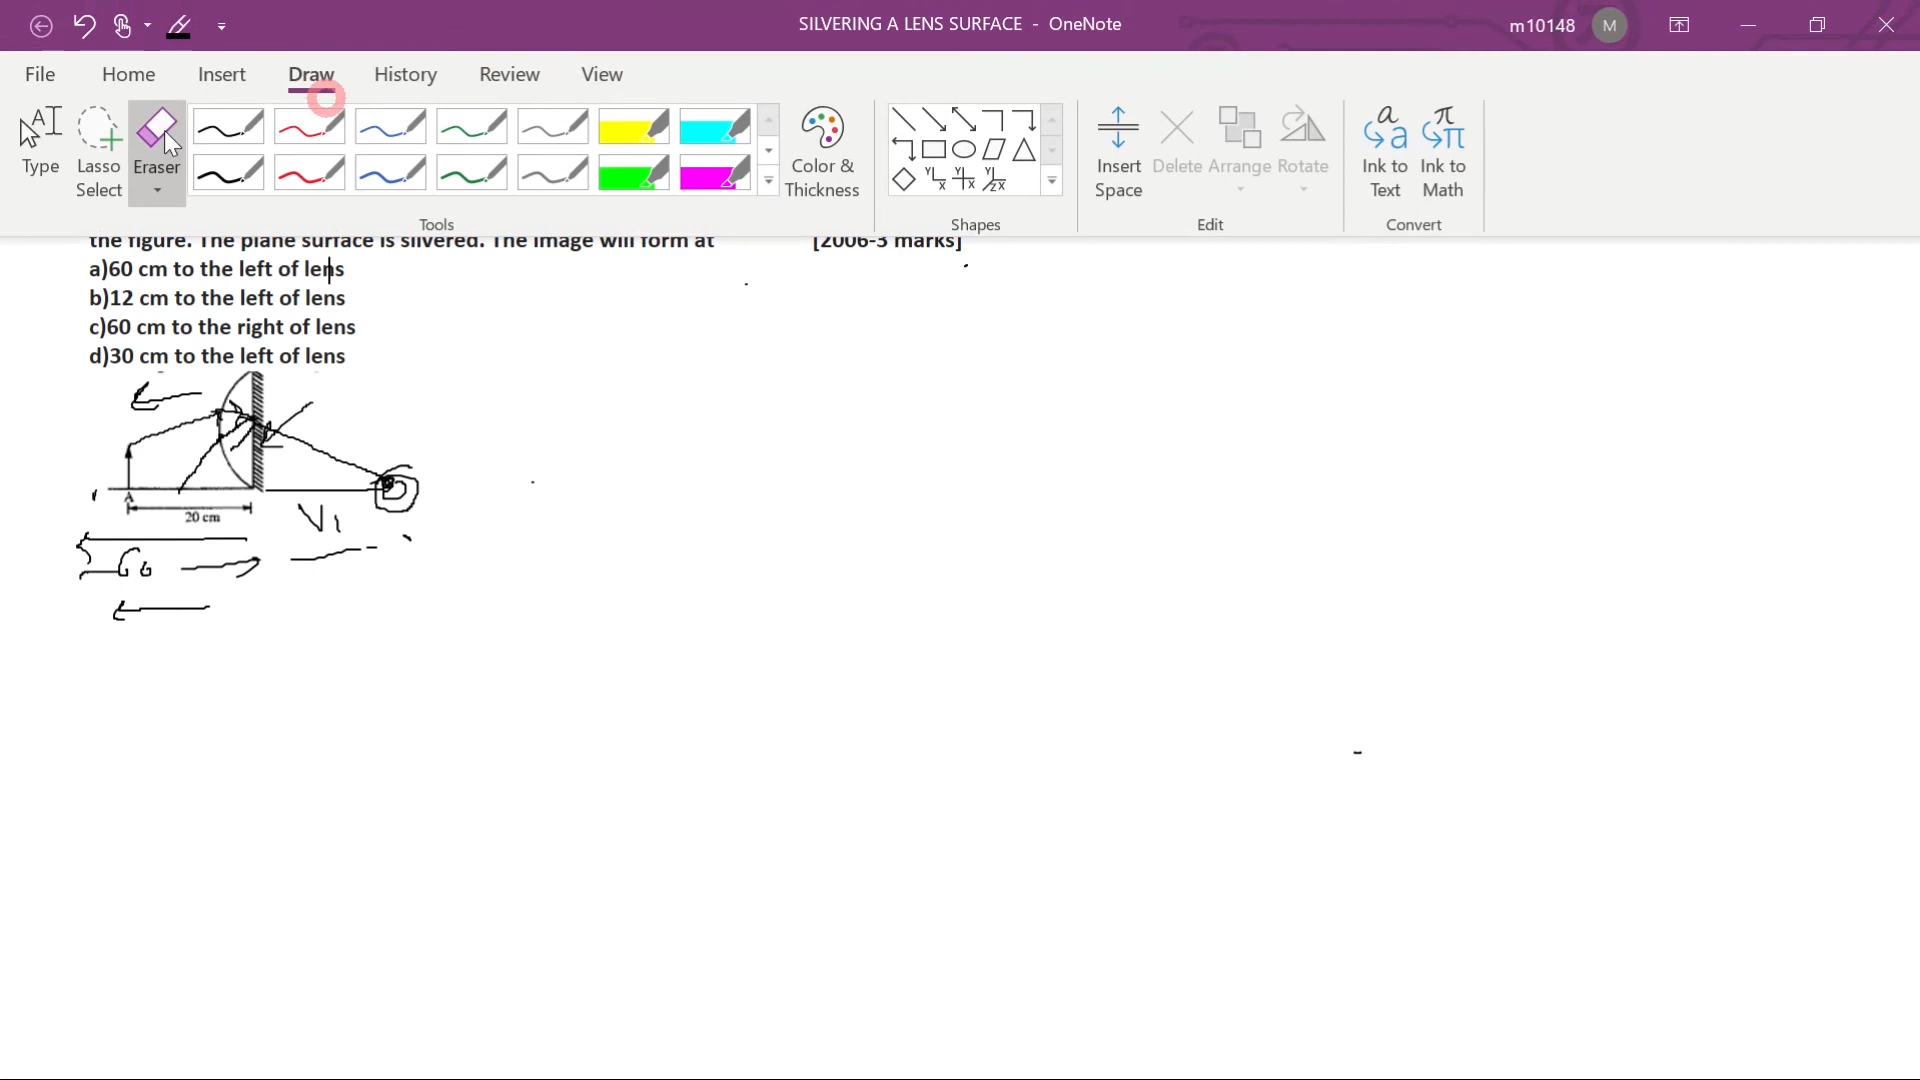 SILVERING A LENS SURFACE - OneNote
m10148
M
File Home Insert Draw History Review View
Type
Lasso Select
Eraser
Color & Thickness
Insert Space
Delete
Arrange
Rotate
Ink to Text
Ink to Math
Tools
Shapes
Edit
Convert
the figure. The plane surface is silvered. The image will form at [2006-3 marks]
a)60 cm to the left of lens
b)12 cm to the left of lens
c)60 cm to the right of lens
d)30 cm to the left of lens
A
20 cm
V1
60